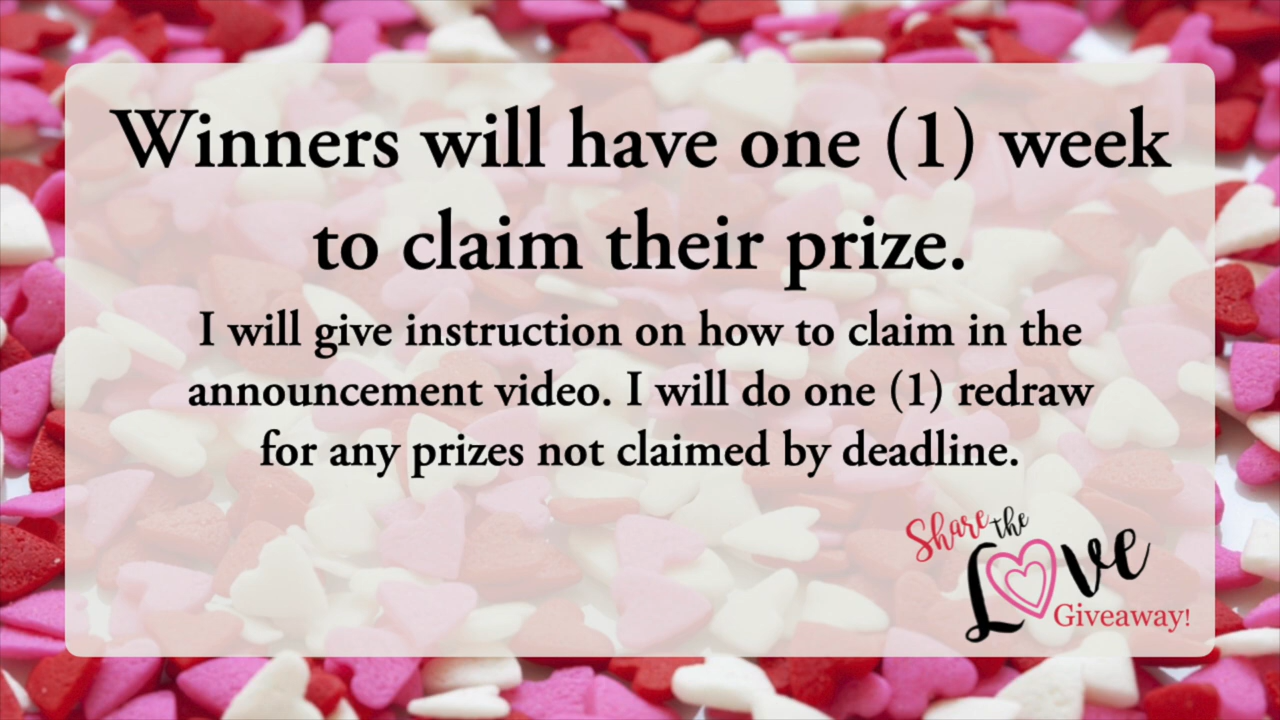 Winners will have one (1) week
to claim their prize.
I will give instruction on how to claim in the
announcement video. I will do one (1) redraw
for any prizes not claimed by deadline.
Share the
Love
Giveaway!